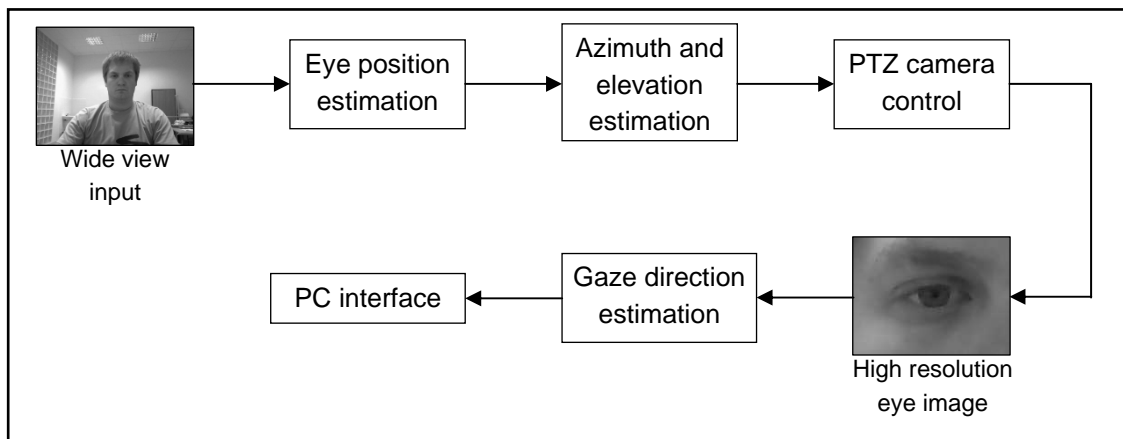 Wide view
input
Eye position
estimation
Azimuth and
elevation
estimation
PTZ camera
control
High resolution
eye image
Gaze direction
estimation
PC interface